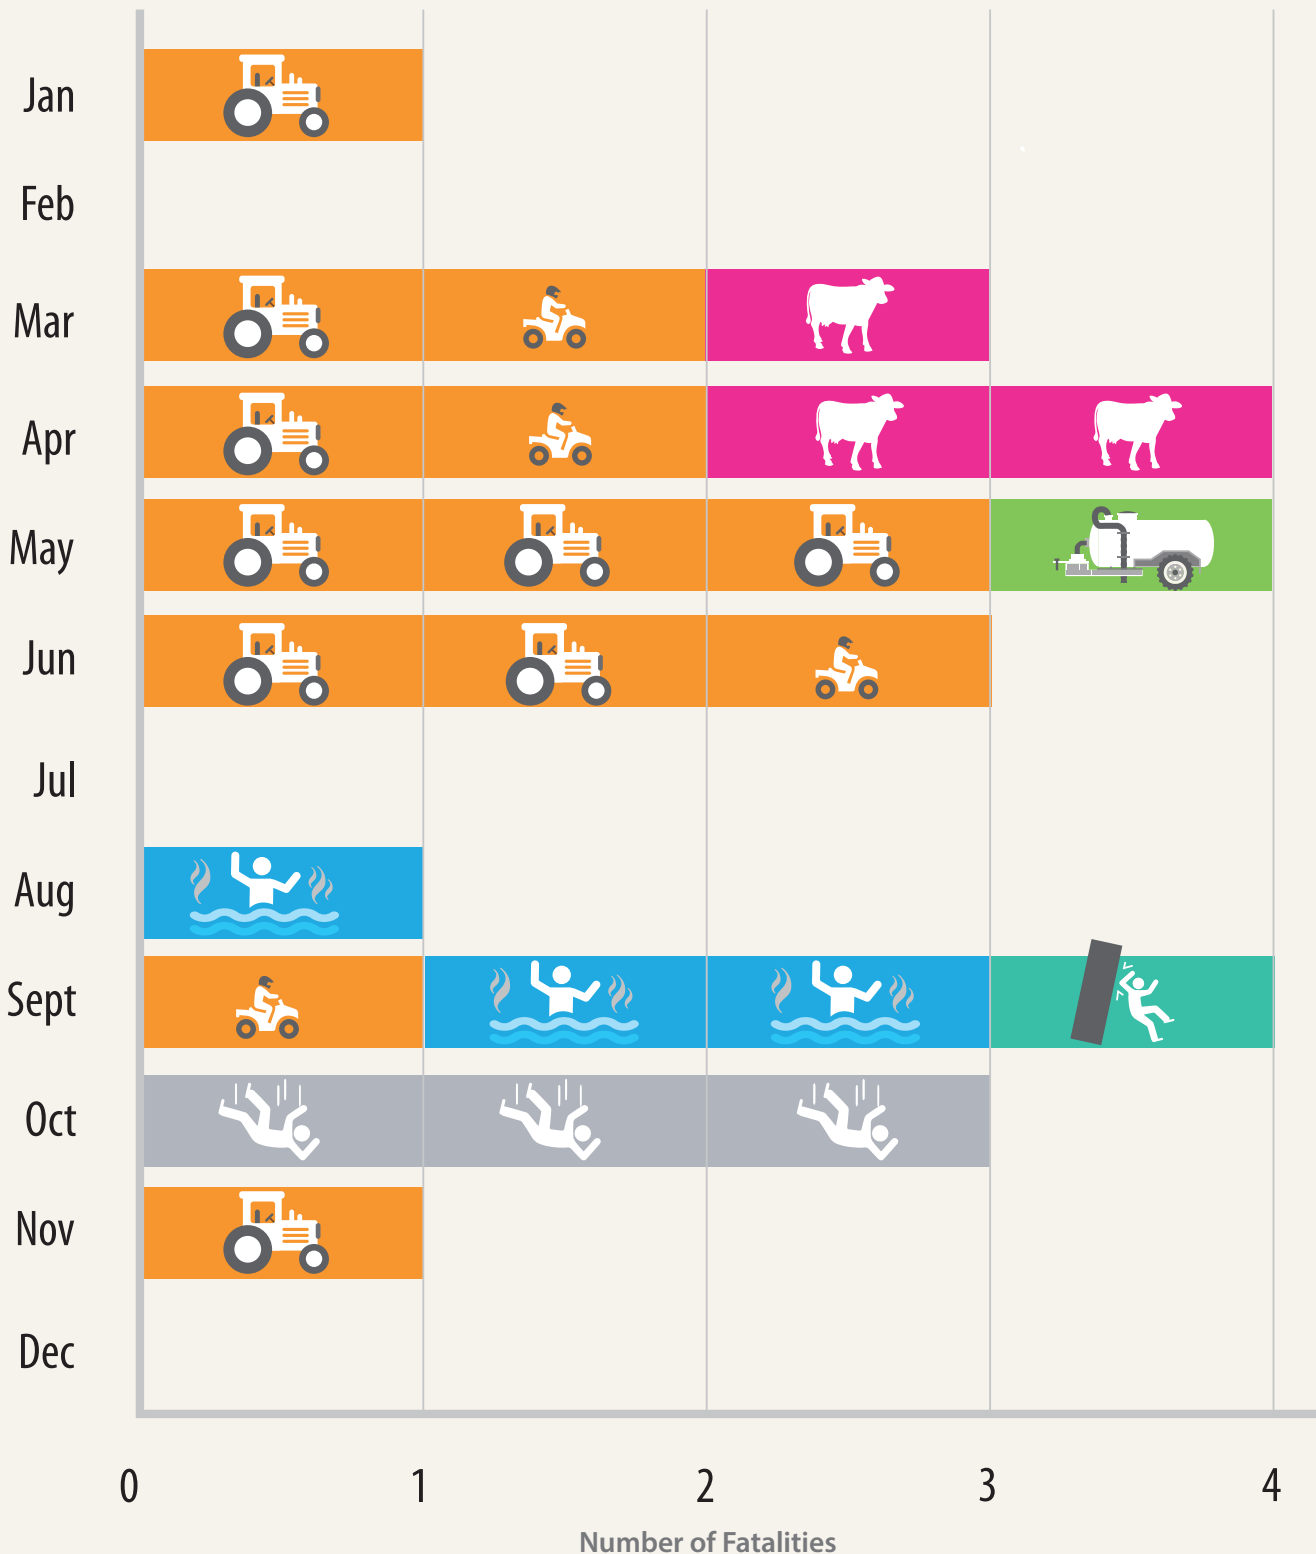 Jan
Feb
Mar
Apr
May
Jun
Jul
Aug
Sept
Oct
Nov
Dec
0 1 2 3 4
Number of Fatalities